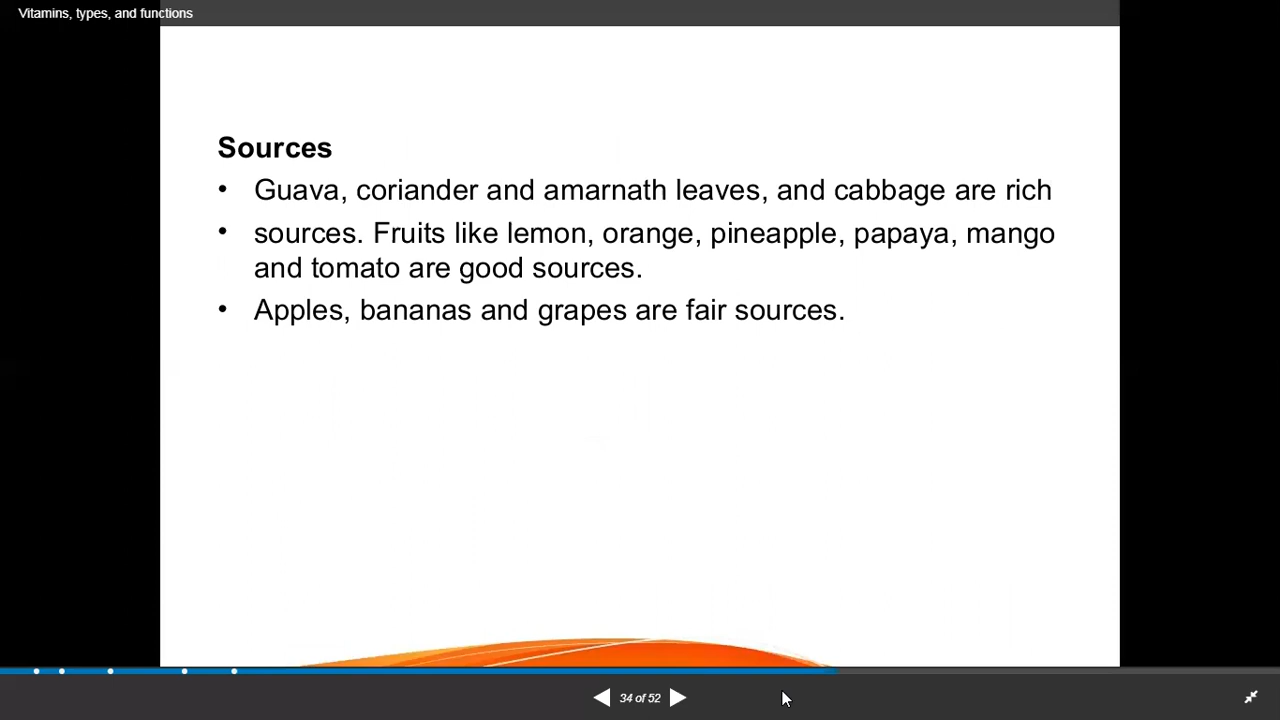 Vitamins, types, and functions
Sources
• Guava, coriander and amarnath leaves, and cabbage are rich
• sources. Fruits like lemon, orange, pineapple, papaya, mango
and tomato are good sources.
• Apples, bananas and grapes are fair sources.
34 of 52